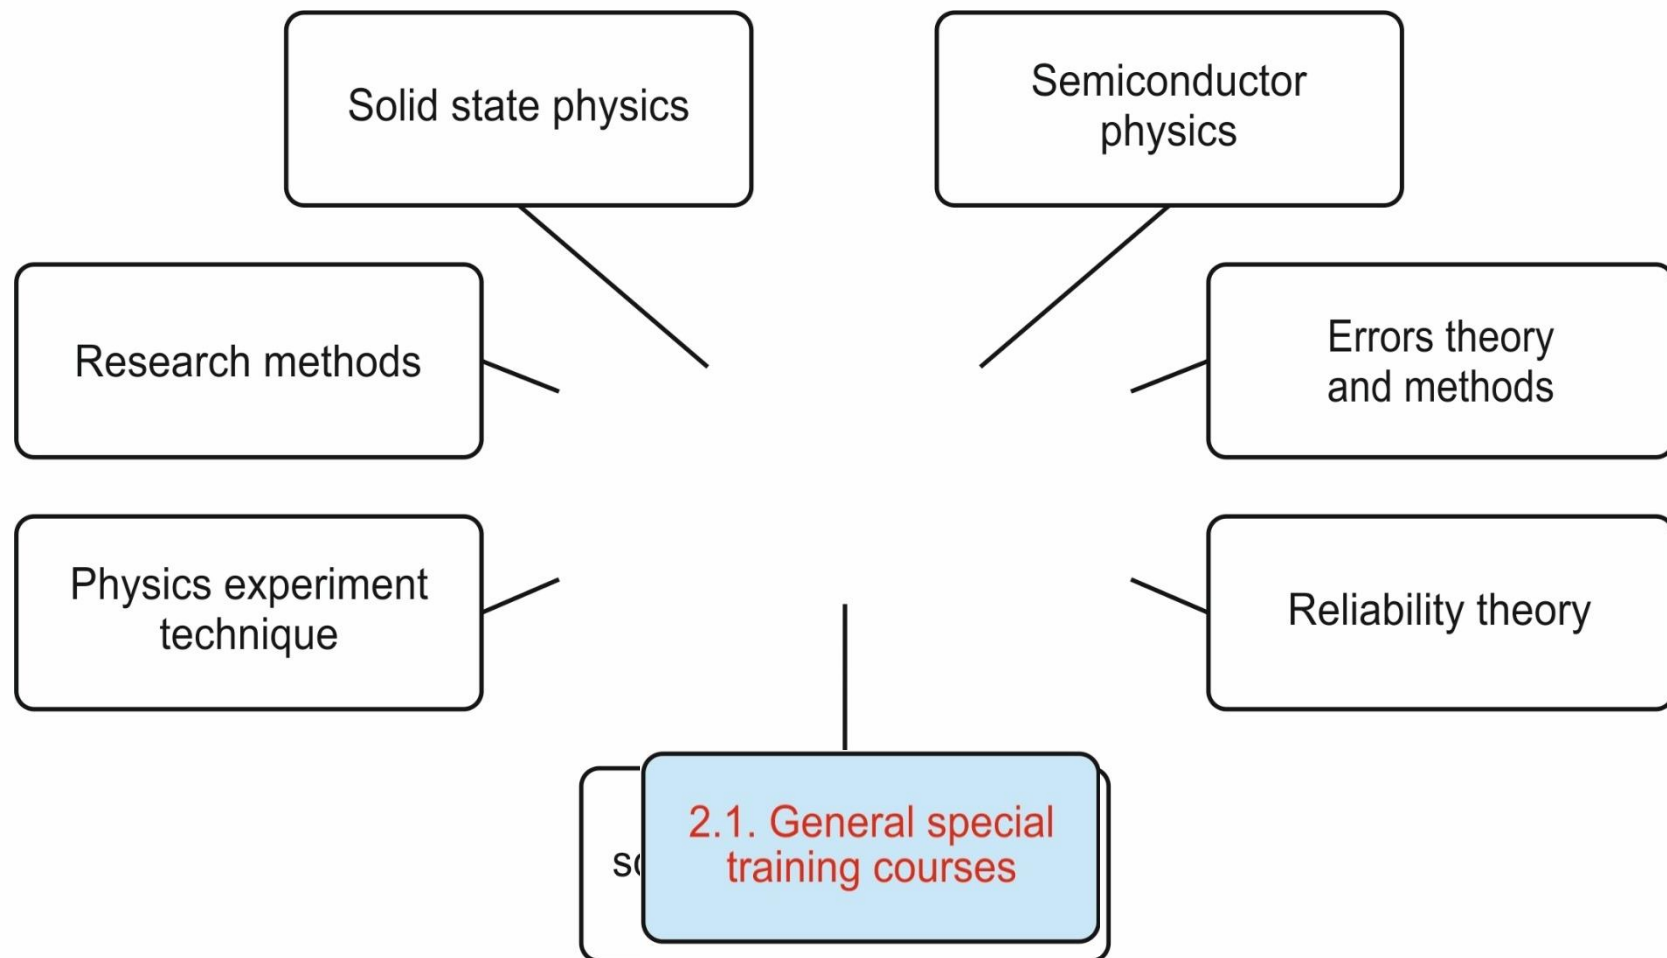 Solid state physics
Semiconductor
physics
Research methods
Errors theory
and methods
Physics experiment
technique
Reliability theory
2.1. General special
training courses